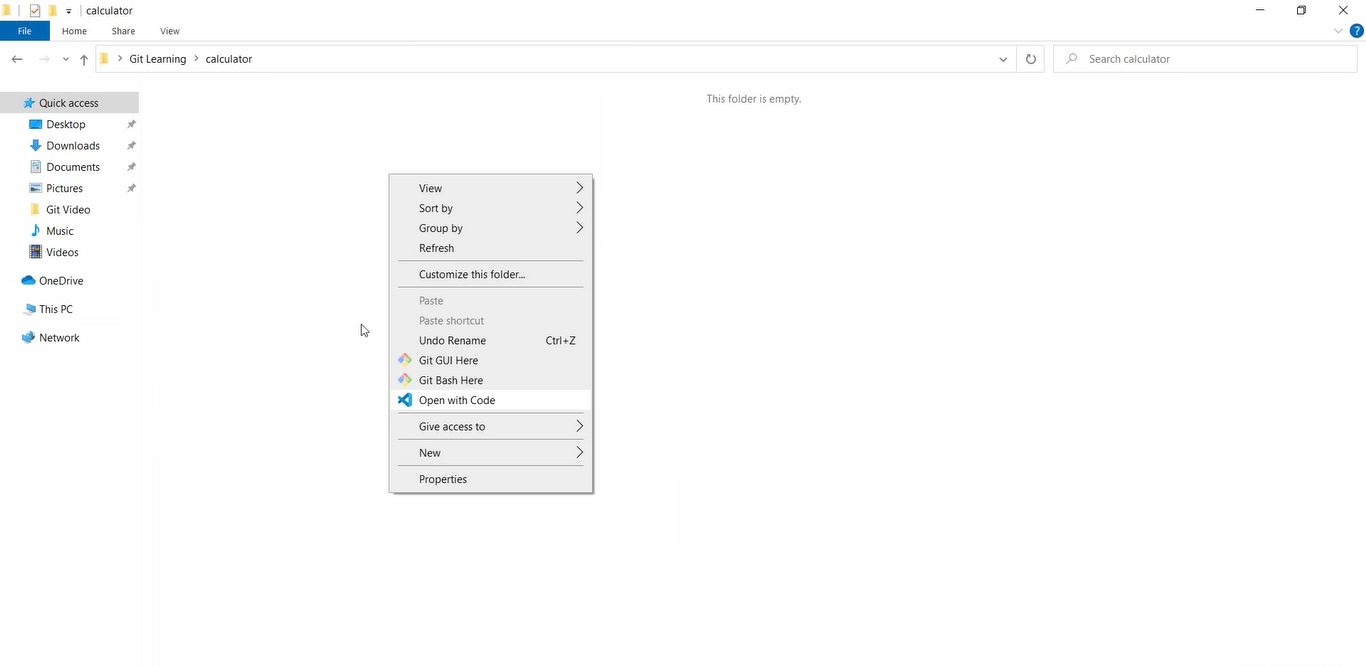 calculator
File Home Share View
?
Git Learning calculator
Search calculator
This folder is empty.
Quick access
Desktop
Downloads
Documents
Pictures
Git Video
Music
Videos
OneDrive
This PC
Network
View
Sort by
Group by
Refresh
Customize this folder...
Paste
Paste shortcut
Undo Rename Ctrl+Z
Git GUI Here
Git Bash Here
Open with Code
Give access to
New
Properties